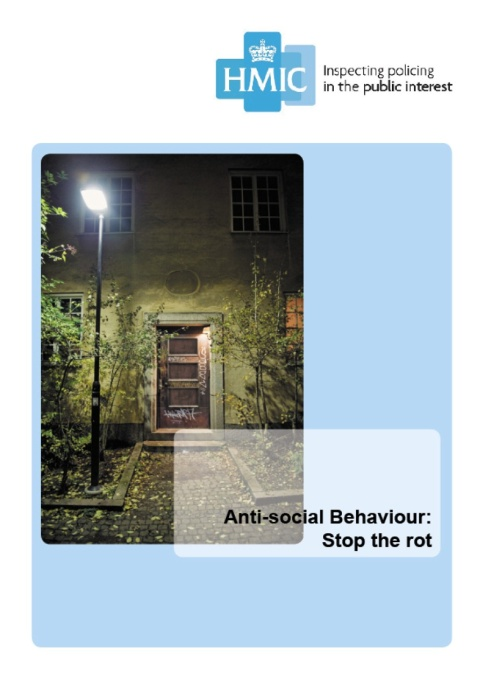 HMIC
Inspecting policing
in the public interest
Anti-social Behaviour:
Stop the rot